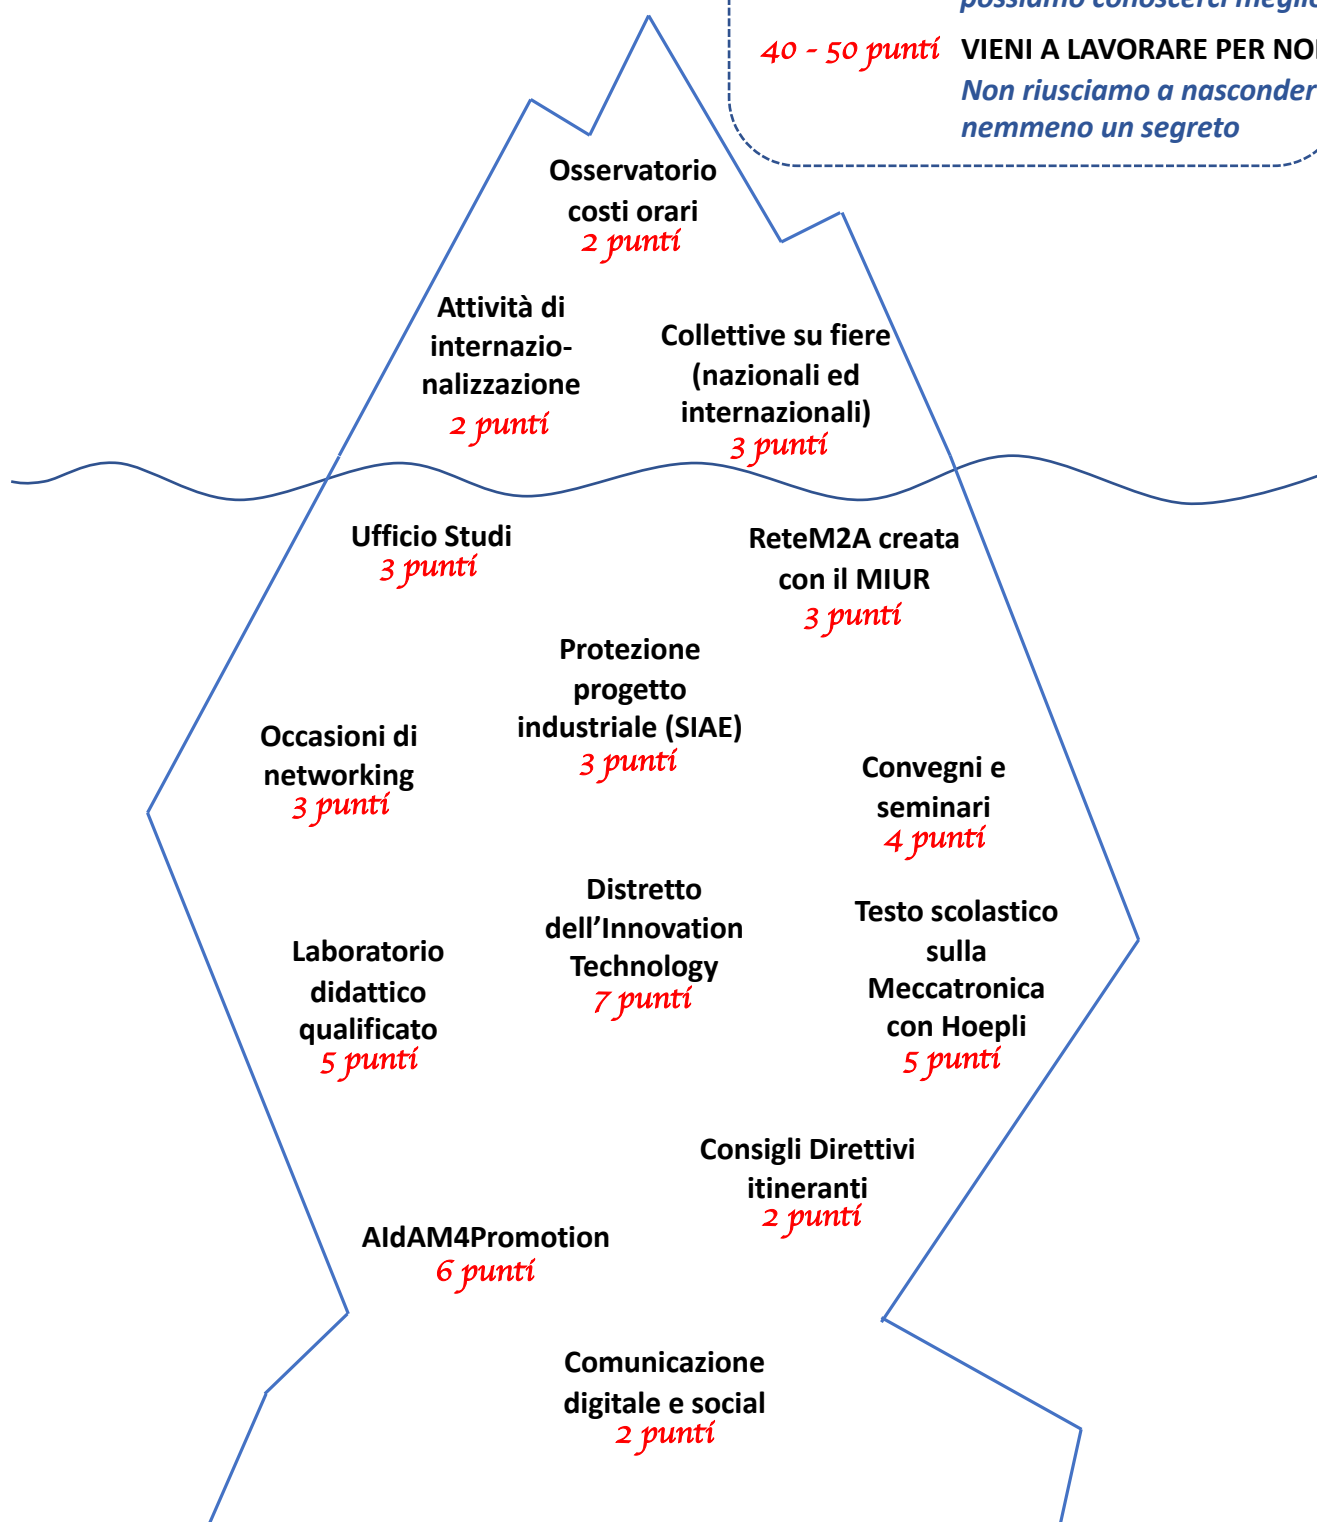 possiamo conoscerci meglio
40 - 50 punti VIENI A LAVORARE PER NOI
Non riusciamo a nasconder
nemmeno un segreto
Osservatorio
costi orari
2 punti
Attività di
internazio-
nalizzazione
2 punti
Collettive su fiere
(nazionali ed
internazionali)
3 punti
Ufficio Studi
3 punti
ReteM2A creata
con il MIUR
3 punti
Protezione
progetto
industriale (SIAE)
3 punti
Occasioni di
networking
3 punti
Convegni e
seminari
4 punti
Distretto
dell’Innovation
Technology
7 punti
Testo scolastico
sulla
Meccatronica
con Hoepli
5 punti
Laboratorio
didattico
qualificato
5 punti
Consigli Direttivi
itineranti
2 punti
AIdAM4Promotion
6 punti
Comunicazione
digitale e social
2 punti